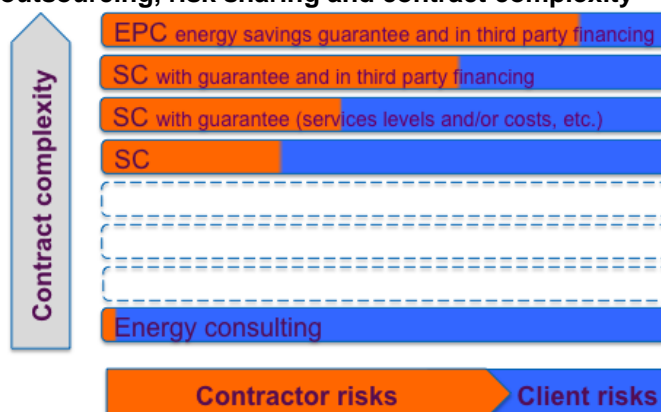 outsourcing, risk sharing and contract complexity
EPC energy savings guarantee and in third party financing
SC with guarantee and in third party financing
SC with guarantee (services levels and/or costs, etc.)
SC
Energy consulting
Contract complexity
Contractor risks
Client risks